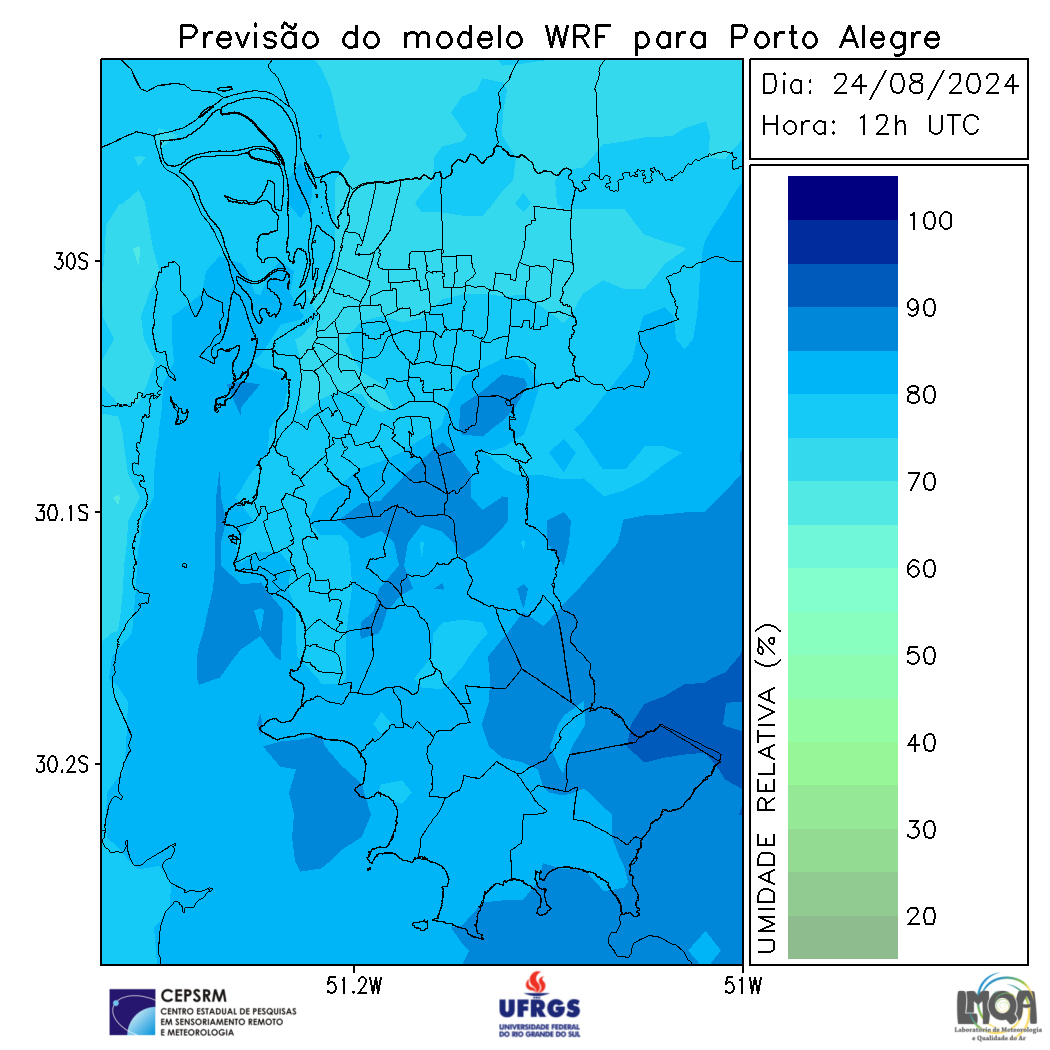 Previsão do modelo WRF para Porto Alegre
Dia: 24/08/2024
Hora: 12h UTC
30S
30.1S
30.2S
51.2W
51W
100
90
80
70
60
50
40
30
20
UMIDADE RELATIVA (%)
CEPSRM
CENTRO ESTADUAL DE PESQUISAS
EM SENSORIAMENTO REMOTO
E METEOROLOGIA
UFRGS
UNIVERSIDADE FEDERAL
DO RIO GRANDE DO SUL
LMQA
Laboratório de Meteorologia
e Qualidade do Ar